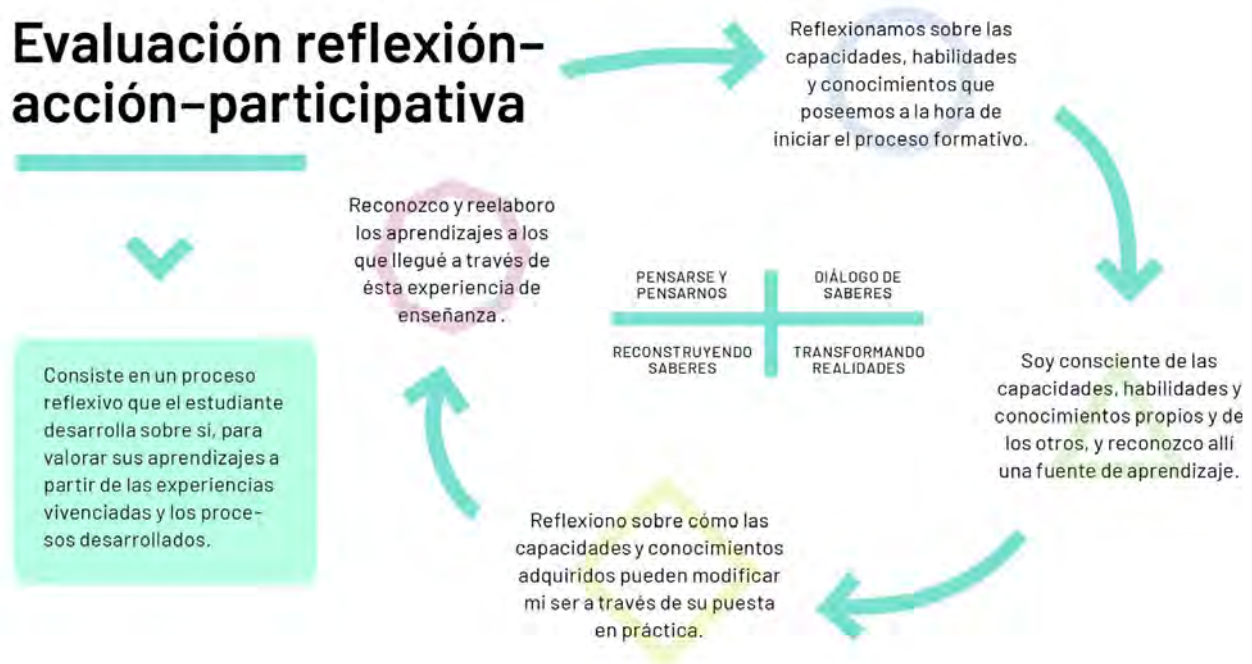 Evaluación reflexión-
acción-participativa
Consiste en un proceso
reflexivo que el estudiante
desarrolla sobre sí, para
valorar sus aprendizajes a
partir de las experiencias
vivenciadas y los proce-
sos desarrollados.
Reflexionamos sobre las
capacidades, habilidades
y conocimientos que
poseemos a la hora de
iniciar el proceso formativo.
Soy consciente de las
capacidades, habilidades y
conocimientos propios y de
los otros, y reconozco allí
una fuente de aprendizaje.
Reflexiono sobre cómo las
capacidades y conocimientos
adquiridos pueden modificar
mi ser a través de su puesta
en práctica.
Reconozco y reelaboro
los aprendizajes a los
que llegué a través de
ésta experiencia de
enseñanza .
PENSARSE Y
PENSARNOS
DIÁLOGO DE
SABERES
RECONSTRUYENDO
SABERES
TRANSFORMANDO
REALIDADES